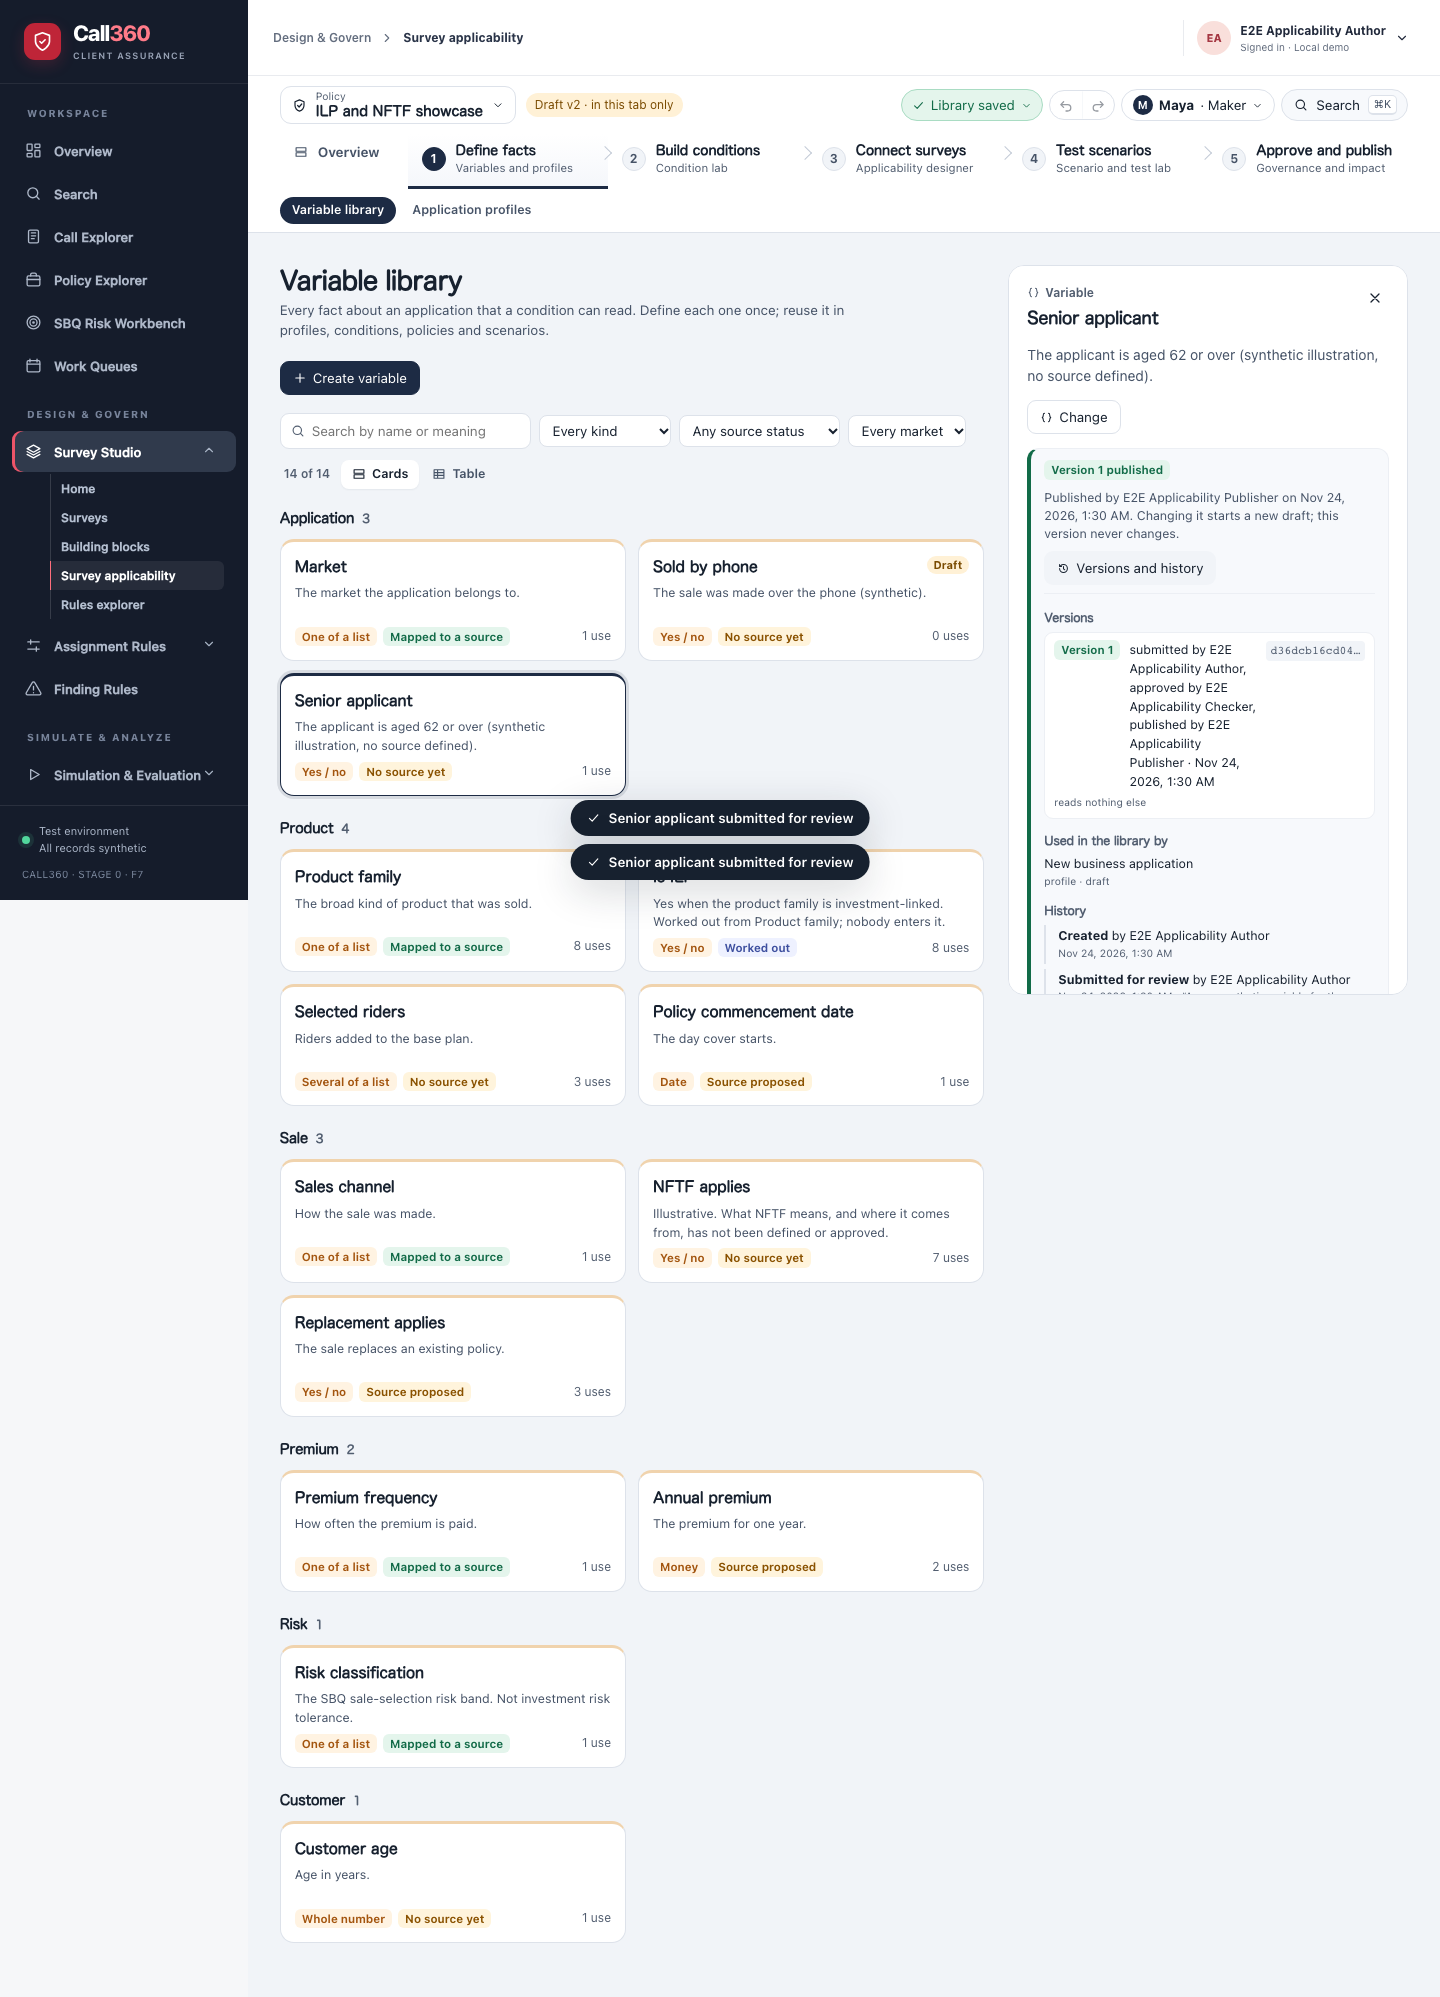 Call360
CLIENT ASSURANCE
WORKSPACE
Overview
Search
Call Explorer
Policy Explorer
SBQ Risk Workbench
Work Queues
DESIGN & GOVERN
Survey Studio
Home
Surveys
Building blocks
Survey applicability
Rules explorer
Assignment Rules
Finding Rules
SIMULATE & ANALYZE
Simulation & Evaluation
Test environment
All records synthetic
CALL360 · STAGE 0 · F7
Design & Govern > Survey applicability
EA
E2E Applicability Author
Signed in · Local demo
Policy
ILP and NFTF showcase
Draft v2 · in this tab only
Library saved
M Maya · Maker
Search ⌘K
Overview
1 Define facts
Variables and profiles
2 Build conditions
Condition lab
3 Connect surveys
Applicability designer
4 Test scenarios
Scenario and test lab
5 Approve and publish
Governance and impact
Variable library
Application profiles
Variable library
Every fact about an application that a condition can read. Define each one once; reuse it in
profiles, conditions, policies and scenarios.
+ Create variable
Search by name or meaning
Every kind
Any source status
Every market
14 of 14
Cards
Table
Application 3
Market
The market the application belongs to.
One of a list Mapped to a source 1 use
Sold by phone Draft
The sale was made over the phone (synthetic).
Yes / no No source yet 0 uses
Senior applicant
The applicant is aged 62 or over (synthetic
illustration, no source defined).
Yes / no No source yet 1 use
Senior applicant submitted for review
Senior applicant submitted for review
Product 4
Product family
The broad kind of product that was sold.
One of a list Mapped to a source 8 uses
Yes when the product family is investment-linked.
Worked out from Product family; nobody enters it.
Yes / no Worked out 8 uses
Selected riders
Riders added to the base plan.
Several of a list No source yet 3 uses
Policy commencement date
The day cover starts.
Date Source proposed 1 use
Sale 3
Sales channel
How the sale was made.
One of a list Mapped to a source 1 use
NFTF applies
Illustrative. What NFTF means, and where it comes
from, has not been defined or approved.
Yes / no No source yet 7 uses
Replacement applies
The sale replaces an existing policy.
Yes / no Source proposed 3 uses
Premium 2
Premium frequency
How often the premium is paid.
One of a list Mapped to a source 1 use
Annual premium
The premium for one year.
Money Source proposed 2 uses
Risk 1
Risk classification
The SBQ sale-selection risk band. Not investment risk
tolerance.
One of a list Mapped to a source 1 use
Customer 1
Customer age
Age in years.
Whole number No source yet 1 use
Variable
Senior applicant
The applicant is aged 62 or over (synthetic illustration,
no source defined).
Change
Version 1 published
Published by E2E Applicability Publisher on Nov 24,
2026, 1:30 AM. Changing it starts a new draft; this
version never changes.
Versions and history
Versions
Version 1
submitted by E2E
Applicability Author,
approved by E2E
Applicability Checker,
published by E2E
Applicability
Publisher · Nov 24,
2026, 1:30 AM
d36dcb16cd04…
reads nothing else
Used in the library by
New business application
profile · draft
History
Created by E2E Applicability Author
Nov 24, 2026, 1:30 AM
Submitted for review by E2E Applicability Author